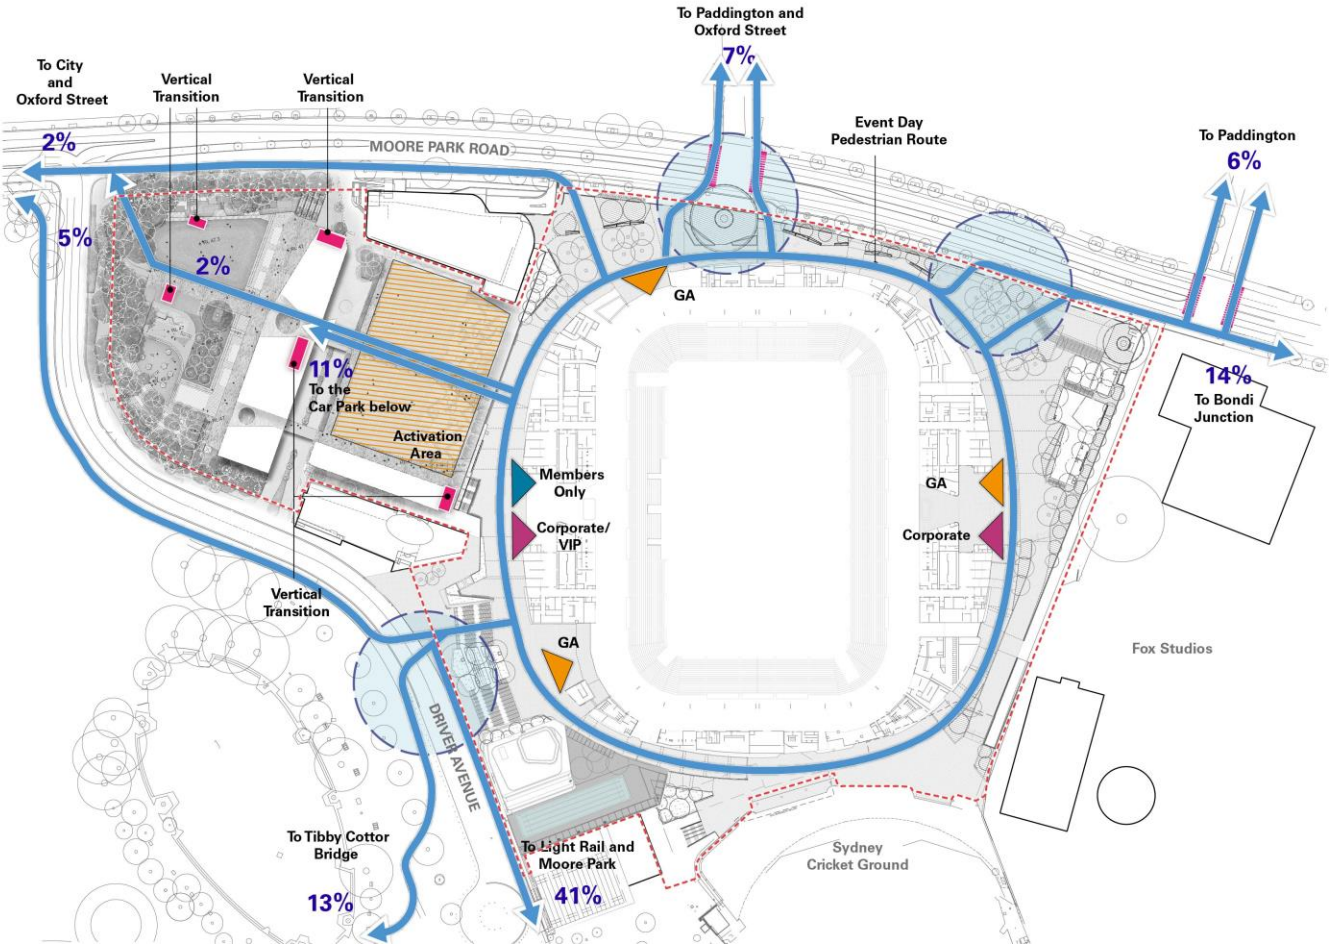 To Paddington and
Oxford Street
7%
To City
and
Oxford Street
2%
Vertical
Transition
Vertical
Transition
MOORE PARK ROAD
Event Day
Pedestrian Route
To Paddington
6%
5%
2%
GA
11%
To the
Car Park below
14%
To Bondi
Junction
Activation
Area
Members
Only
GA
Corporate/
VIP
Corporate
Vertical
Transition
GA
Fox Studios
DRIVER AVENUE
To Tibby Cottor
Bridge
13%
To Light Rail and
Moore Park
41%
Sydney
Cricket Ground